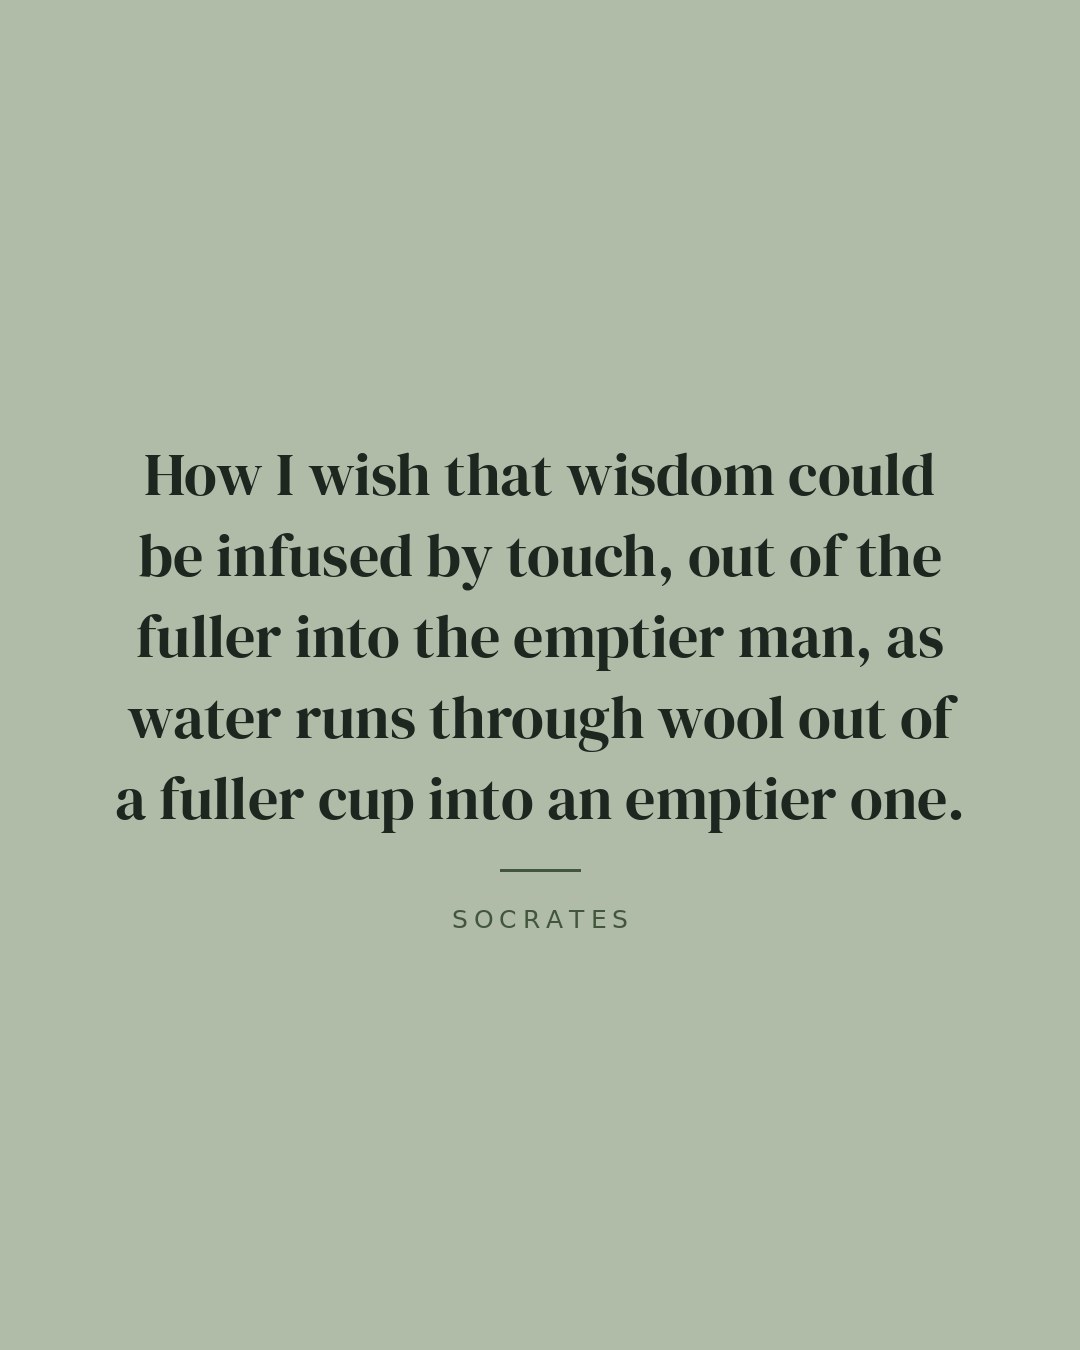 How I wish that wisdom could
be infused by touch, out of the
fuller into the emptier man, as
water runs through wool out of
a fuller cup into an emptier one.
SOCRATES